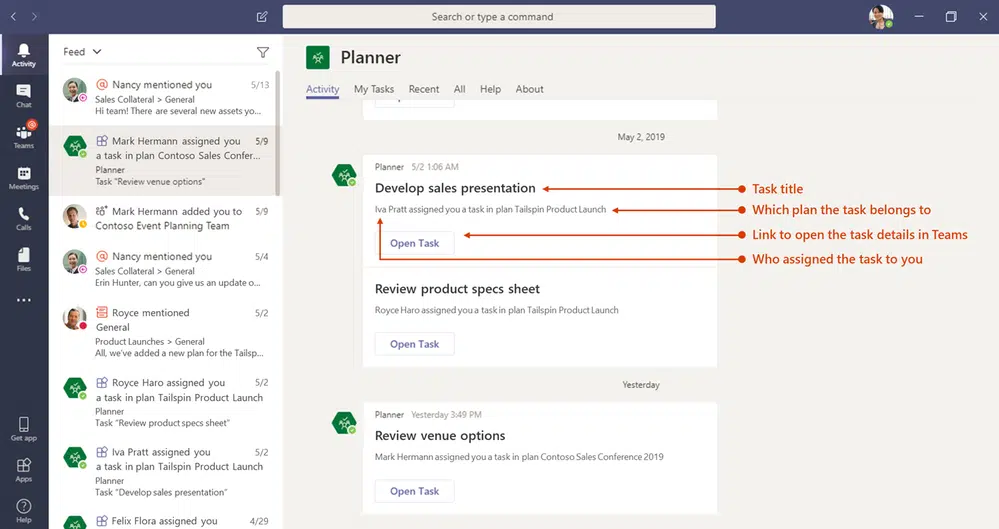 Search or type a command
Activity
Chat
Teams
Meetings
Calls
Files
Get app
Apps
Help
Feed
Nancy mentioned you 5/13
Sales Collateral > General
Hi team! There are several new assets yo...
Mark Hermann assigned you 5/9
a task in plan Contoso Sales Confer...
Planner
Task "Review venue options"
Mark Hermann added you to 5/9
Contoso Event Planning Team
Nancy mentioned you 5/4
Sales Collateral > General
Erin Hunter, can you give us an update o...
Royce mentioned 5/2
General
Product Launches > General
All, we've added a new plan for the Tailsp...
Royce Haro assigned you 5/2
a task in plan Tailspin Product Launch
Planner
Task "Review product specs sheet"
Iva Pratt assigned you 5/2
a task in plan Tailspin Product Launch
Planner
Task "Develop sales presentation"
Felix Flora assigned you 4/29
Planner
Activity My Tasks Recent All Help About
May 2, 2019
Planner 5/2 1:06 AM
Develop sales presentation
Iva Pratt assigned you a task in plan Tailspin Product Launch
Open Task
Review product specs sheet
Royce Haro assigned you a task in plan Tailspin Product Launch
Open Task
Yesterday
Planner Yesterday 3:49 PM
Review venue options
Mark Hermann assigned you a task in plan Contoso Sales Conference 2019
Open Task
Task title
Which plan the task belongs to
Link to open the task details in Teams
Who assigned the task to you